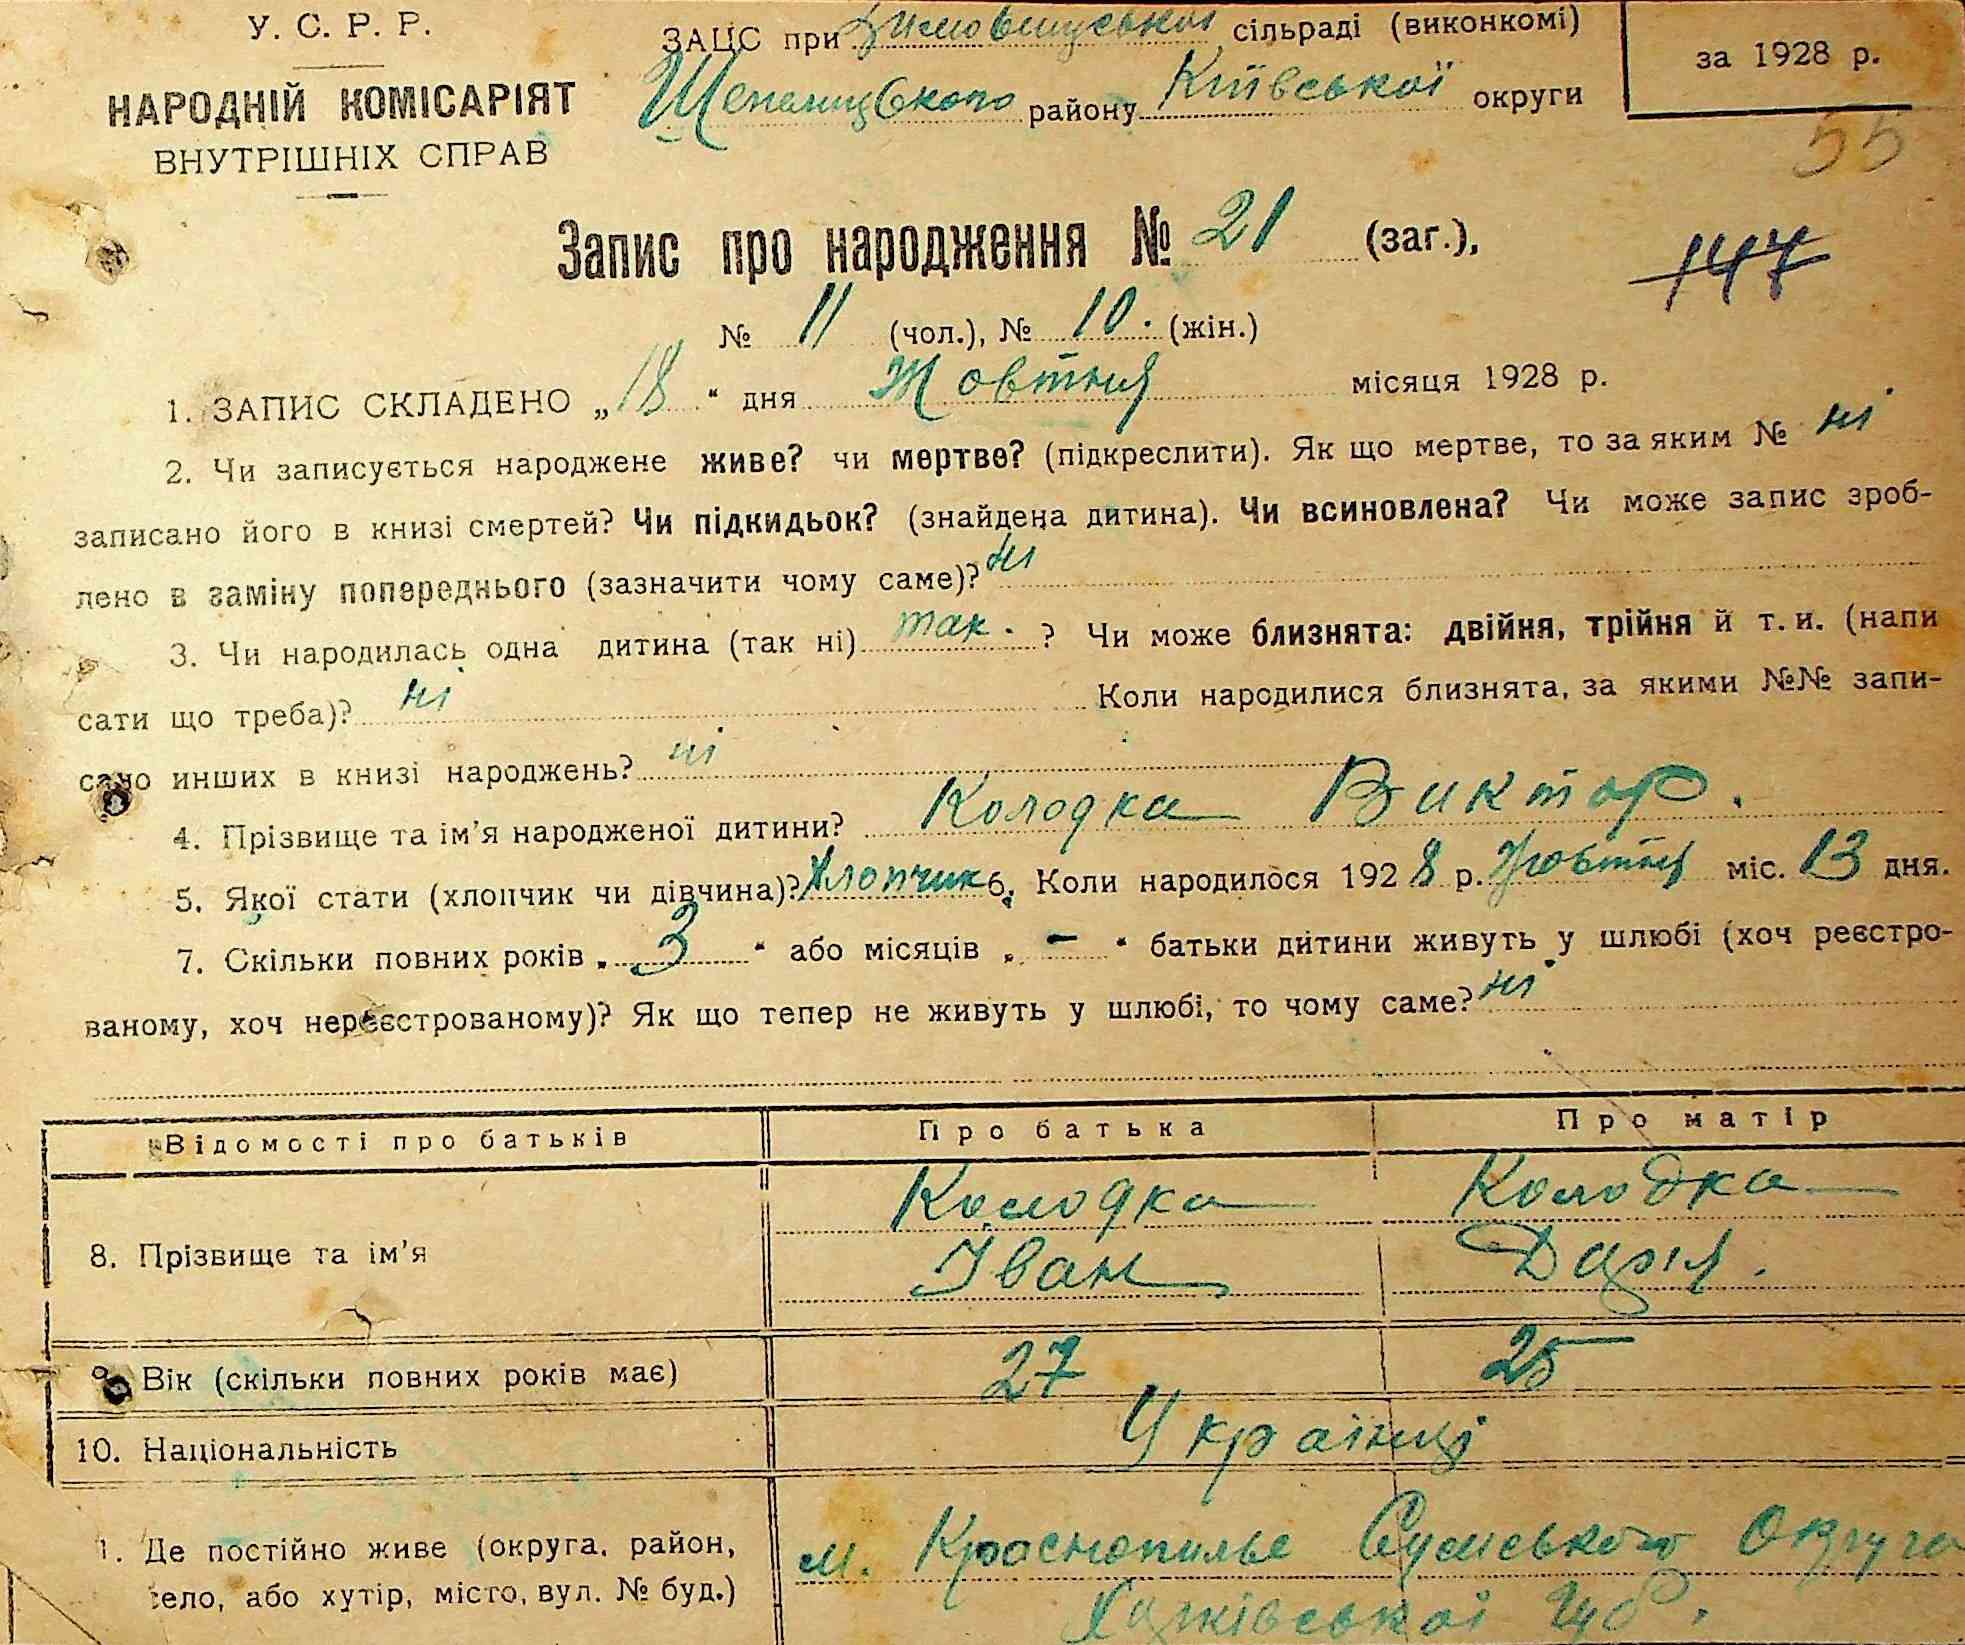 У. С. Р. Р.
НАРОДНІЙ КОМІСАРІЯТ
ВНУТРІШНІХ СПРАВ
ЗАЦС при Зимовищуської сільраді (виконкомі)
Шепелицького району Київської округи
за 1928 р.
55
Запис про народження № 21 (заг.),
147
№ 11 (чол.), № 10. (жін.)
1. ЗАПИС СКЛАДЕНО „18" дня Жовтня місяця 1928 р.
2. Чи записується народжене живе? чи мертве? (підкреслити). Як що мертве, то за яким № ні
записано його в книзі смертей? Чи підкидьок? (знайдена дитина). Чи всиновлена? Чи може запис зроб-
лено в заміну попереднього (зазначити чому саме)? ні
3. Чи народилась одна дитина (так ні) так. ? Чи може близнята: двійня, трійня й т. и. (напи
сати що треба)? ні Коли народилися близнята, за якими №№ запи-
сано инших в книзі народжень? ні
4. Прізвище та ім'я народженої дитини? Колодка Виктор.
5. Якої стати (хлопчик чи дівчина)? Хлопчик 6. Коли народилося 1928 р. Жовтня міс. 13 дня.
7. Скільки повних років „3" або місяців „-" батьки дитини живуть у шлюбі (хоч реєстро-
ваному, хоч нереєстрованому)? Як що тепер не живуть у шлюбі, то чому саме? ні
Відомості про батьків Про батька Про матір
8. Прізвище та ім'я Колодка Колодка
Іван Дарія.
9. Вік (скільки повних років має) 27 25
10. Національність Українці
1. Де постійно живе (округа, район, м. Краснопилье Сумського Округа
село, або хутір, місто, вул. № буд.) Харківської Губ.